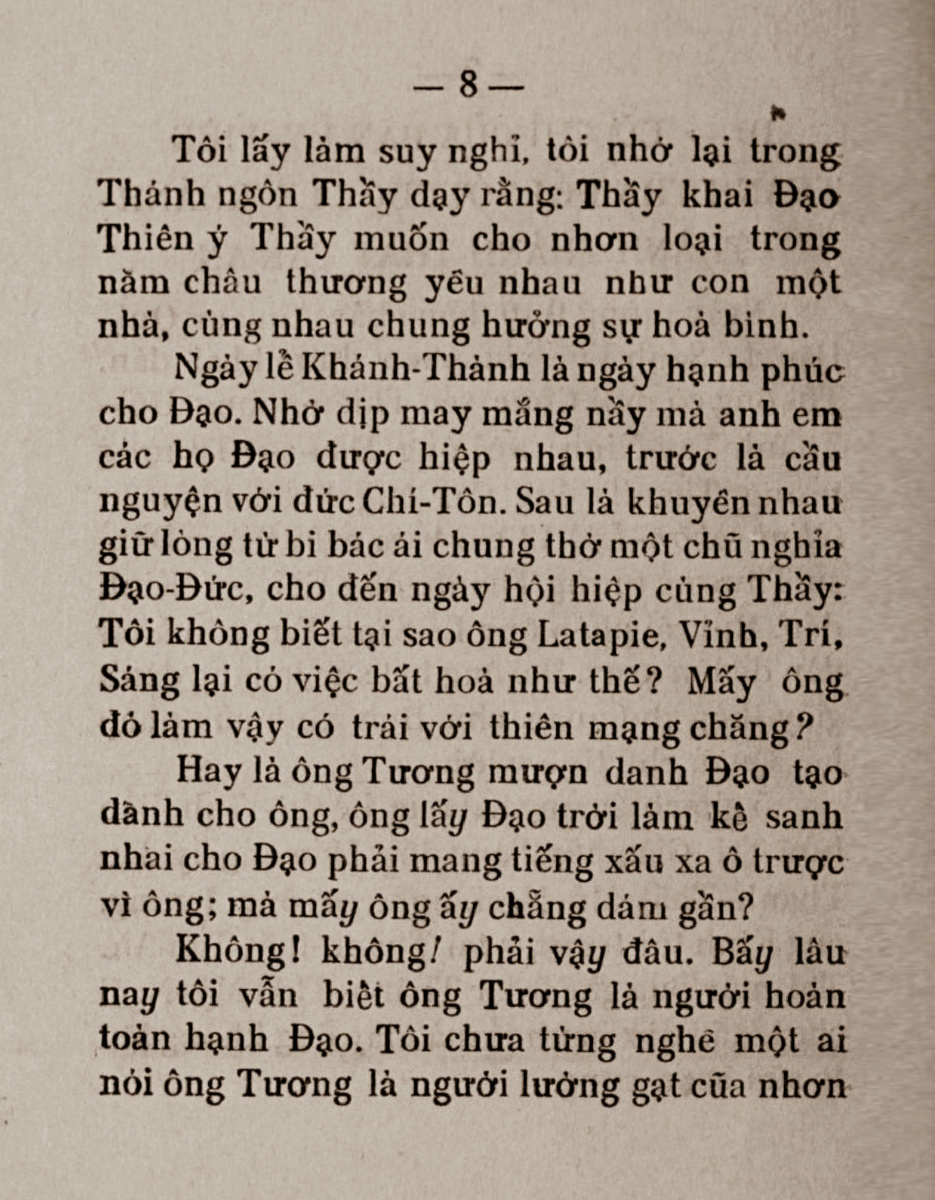 — 8 —
Tôi lấy làm suy nghỉ, tôi nhớ lại trong
Thánh ngôn Thầy dạy rằng: Thầy khai Đạo
Thiên ý Thầy muốn cho nhơn loại trong
năm châu thương yêu nhau như con một
nhà, cùng nhau chung hưởng sự hoà bình.
Ngày lễ Khánh-Thành là ngày hạnh phúc
cho Đạo. Nhờ dịp may mắng nầy mà anh em
các họ Đạo được hiệp nhau, trước là cầu
nguyện với đức Chí-Tôn. Sau là khuyên nhau
giữ lòng từ bi bác ái chung thờ một chũ nghỉa
Đạo-Đức, cho đến ngày hội hiệp cùng Thầy:
Tôi không biết tại sao ông Latapie, Vỉnh, Trí,
Sáng lại có việc bất hoà như thế? Mấy ông
đó làm vậy có trái với thiên mạng chăng?
Hay là ông Tương mượn danh Đạo tạo
dành cho ông, ông lấy Đạo trời làm kế sanh
nhai cho Đạo phải mang tiếng xấu xa ô trược
vì ông; mà mấy ông ấy chẵng dám gần?
Không! không! phải vậy đâu. Bấy lâu
nay tôi vẫn biết ông Tương là người hoàn
toàn hạnh Đạo. Tôi chưa từng nghe một ai
nói ông Tương là người lường gạt cũa nhơn